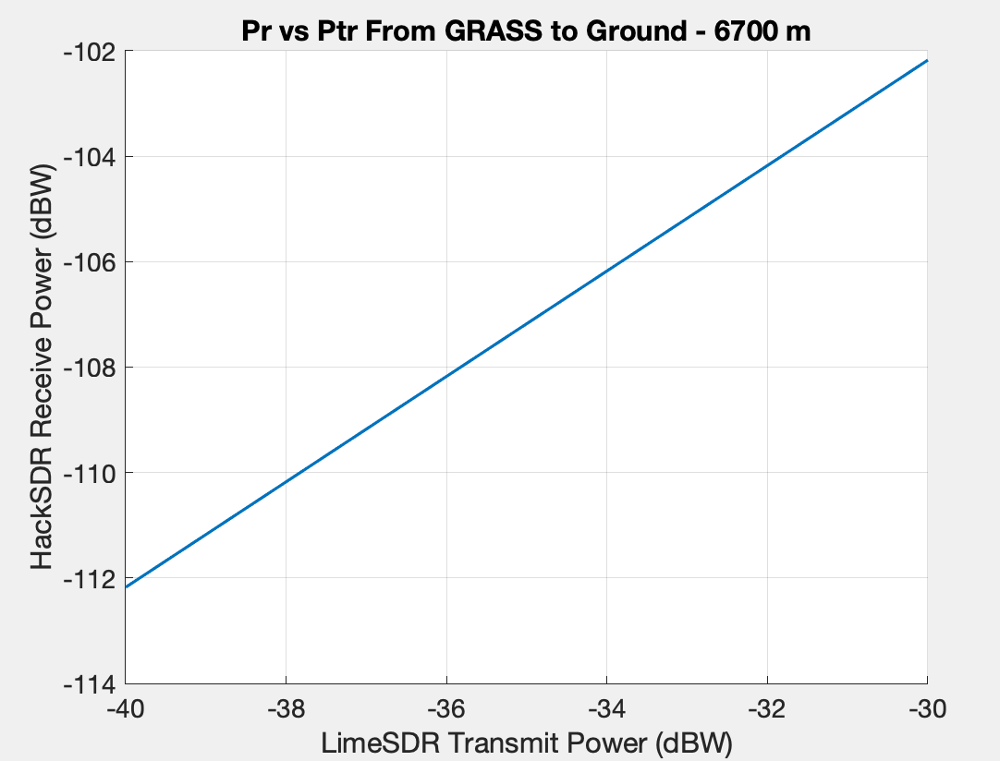 Pr vs Ptr From GRASS to Ground - 6700 m
-102
-104
-106
-108
-110
-112
-114
HackSDR Receive Power (dBW)
-40 -38 -36 -34 -32 -30
LimeSDR Transmit Power (dBW)